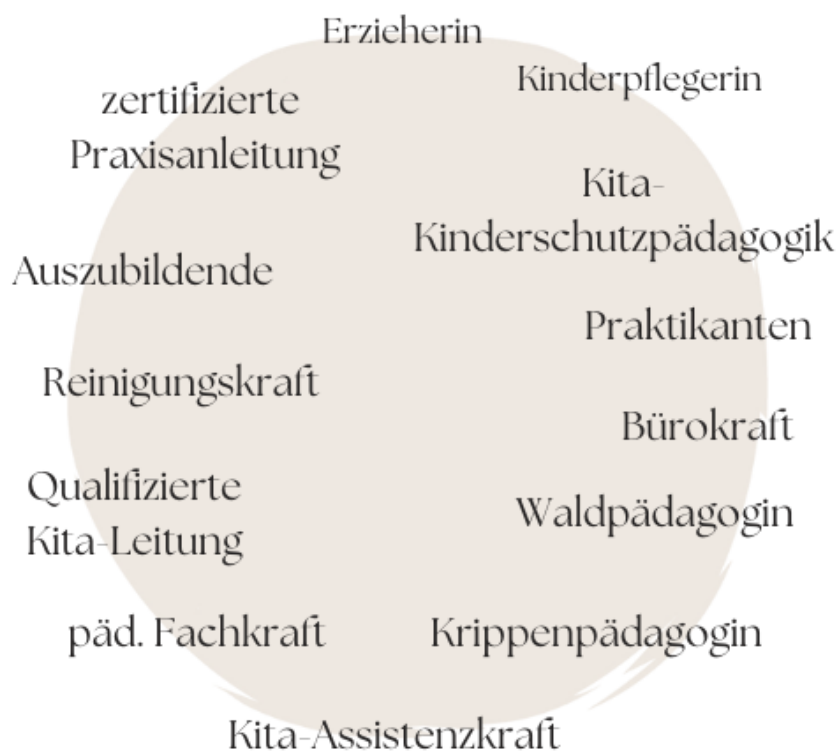 Erzieherin
Kinderpflegerin
zertifizierte
Praxisanleitung
Kita-
Kinderschutzpädagogik
Auszubildende
Praktikanten
Reinigungskraft
Bürokraft
Qualifizierte
Kita-Leitung
Waldpädagogin
päd. Fachkraft
Krippenpädagogin
Kita-Assistenzkraft